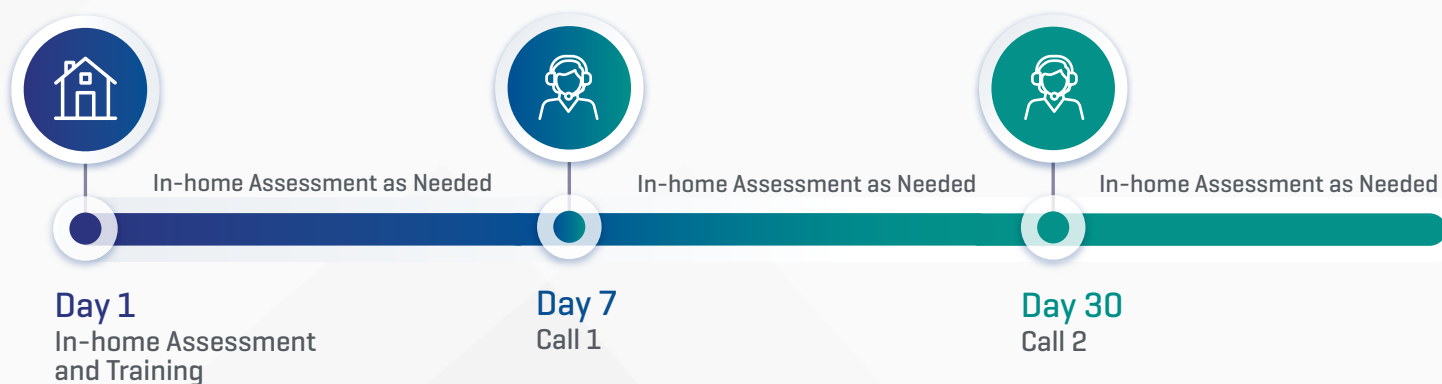 In-home Assessment as Needed
In-home Assessment as Needed
In-home Assessment as Needed
Day 1
In-home Assessment
and Training
Day 7
Call 1
Day 30
Call 2